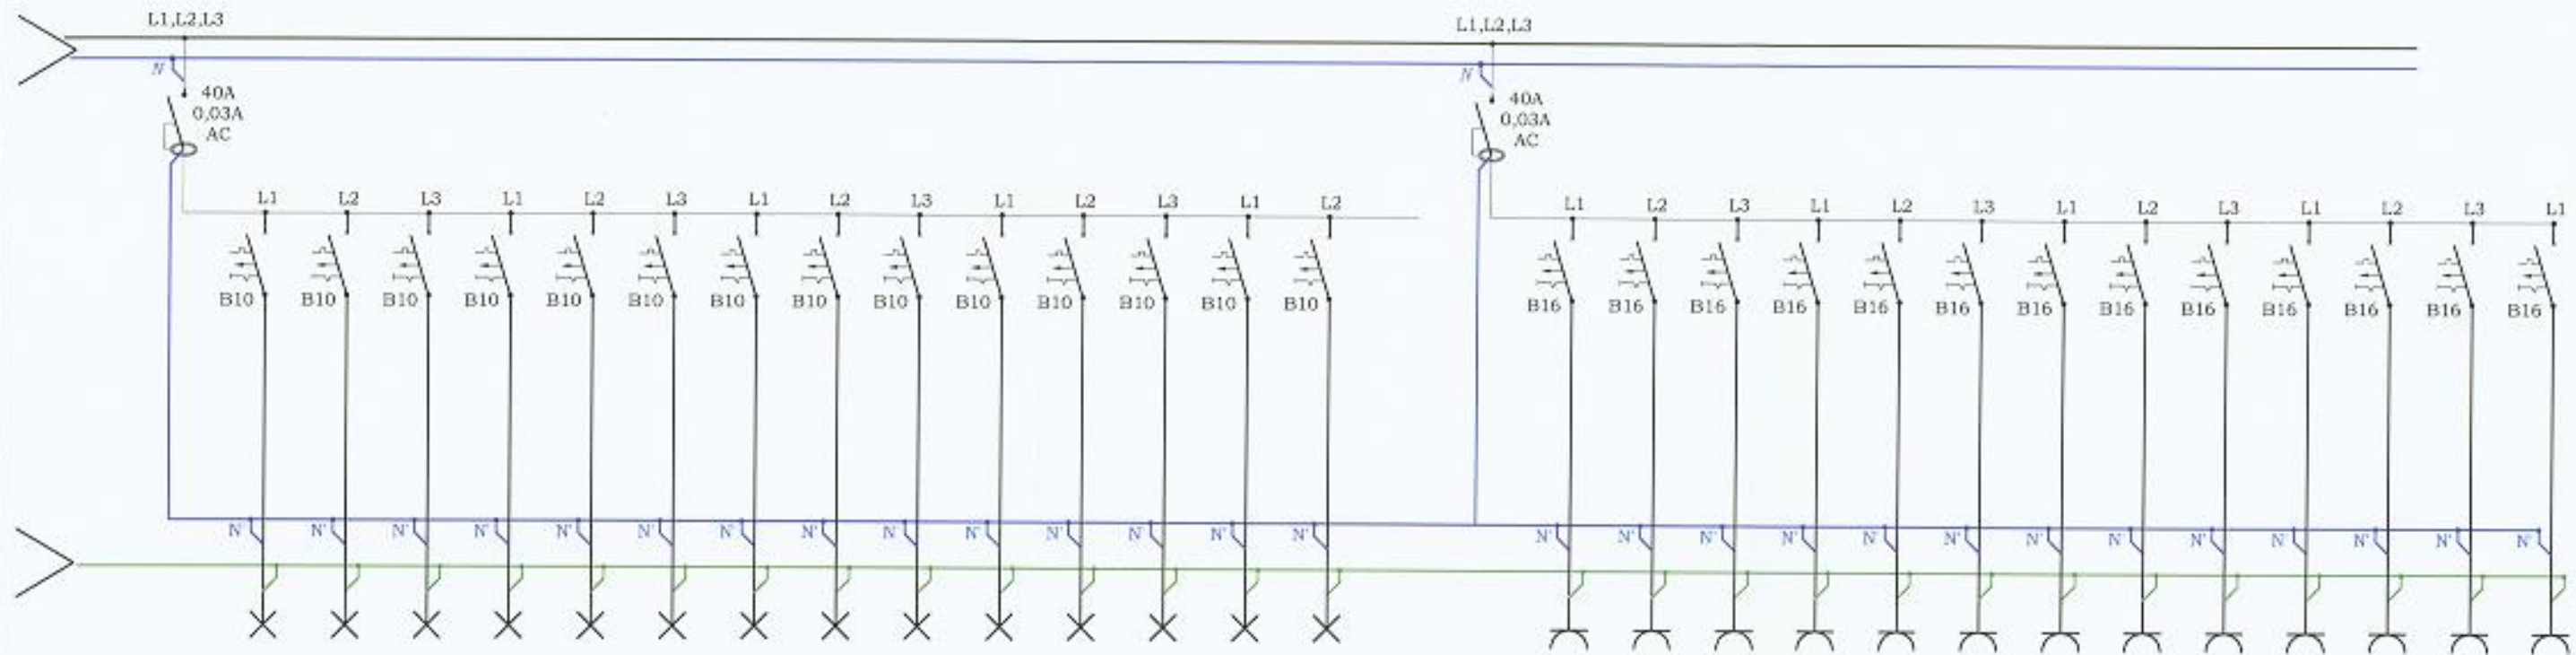 L1,L2,L3
L1,L2,L3
N
N
40A
0,03A
AC
40A
0,03A
AC
L1 L2 L3 L1 L2 L3 L1 L2 L3 L1 L2 L3 L1 L2
L1 L2 L3 L1 L2 L3 L1 L2 L3 L1 L2 L3 L1
B10 B10 B10 B10 B10 B10 B10 B10 B10 B10 B10 B10 B10 B10
B16 B16 B16 B16 B16 B16 B16 B16 B16 B16 B16 B16 B16
N' N' N' N' N' N' N' N' N' N' N' N' N' N'
N' N' N' N' N' N' N' N' N' N' N' N' N'